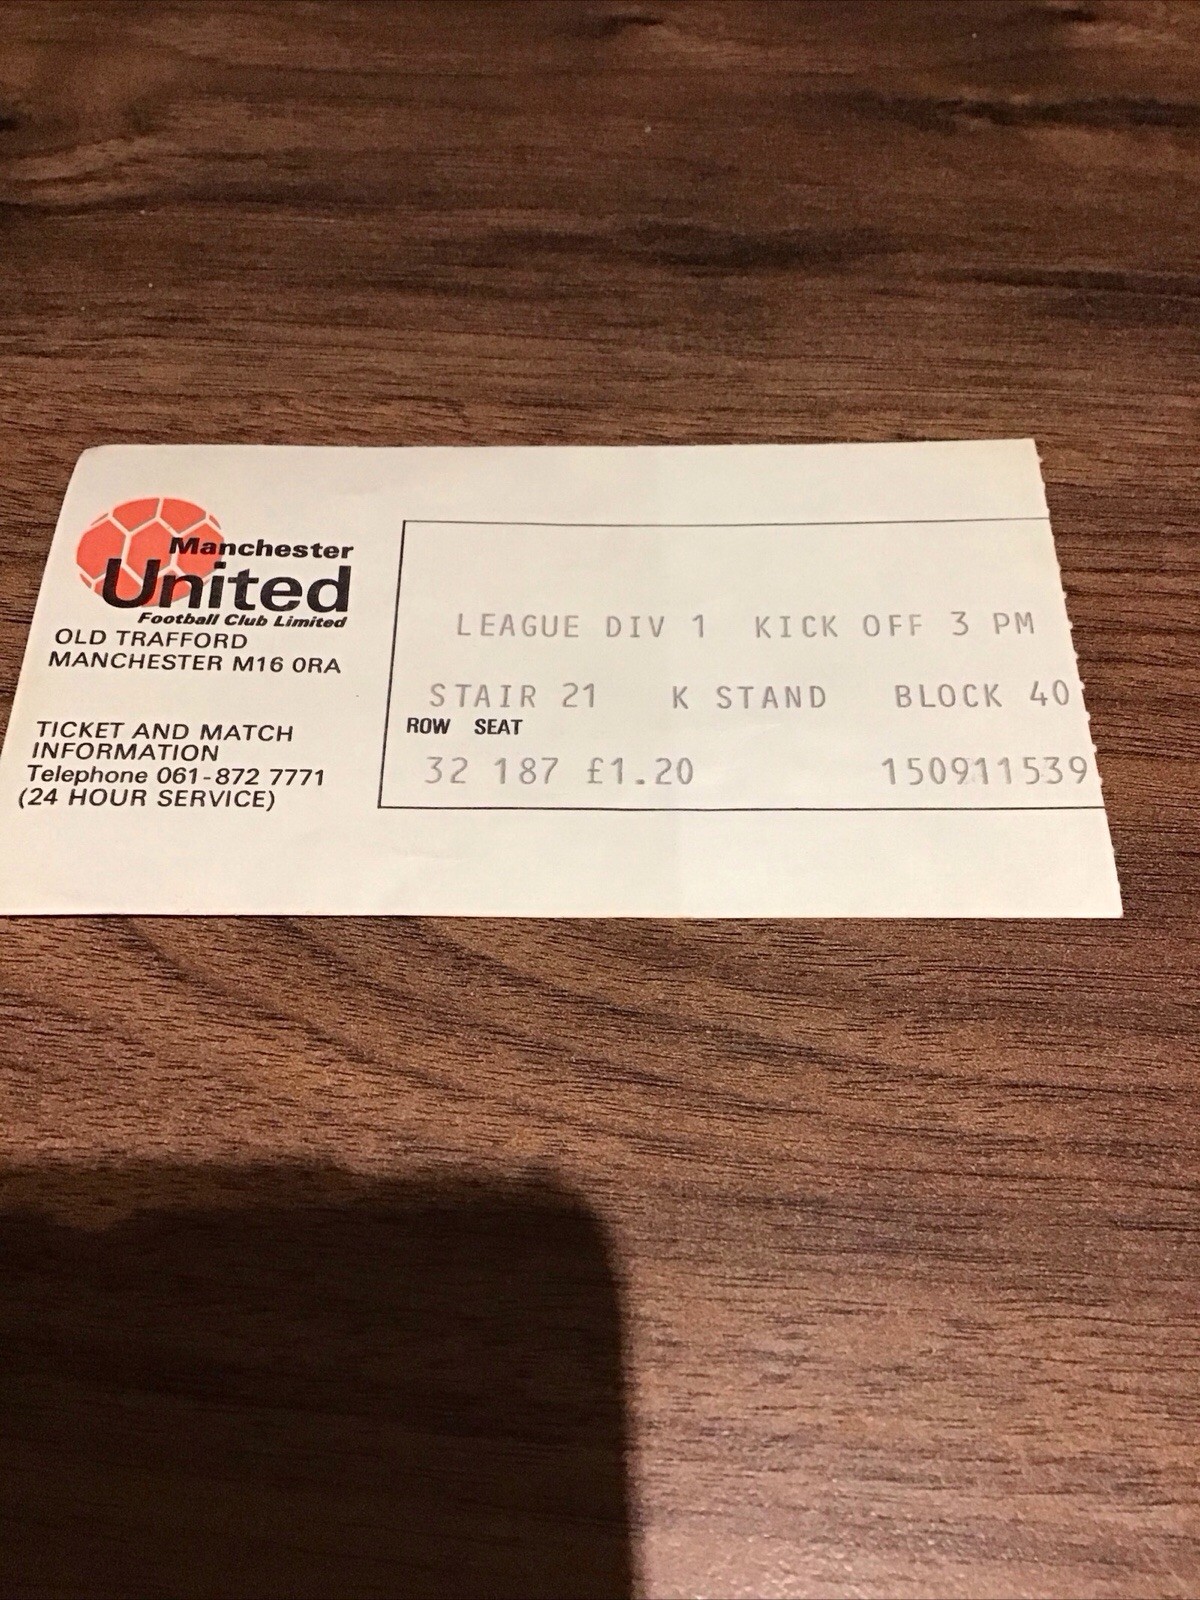 Manchester
United
Football Club Limited
OLD TRAFFORD
MANCHESTER M16 0RA
TICKET AND MATCH
INFORMATION
Telephone 061-872 7771
(24 HOUR SERVICE)
LEAGUE DIV 1 KICK OFF 3 PM
STAIR 21 K STAND BLOCK 40
ROW SEAT
32 187 £1.20 150911539